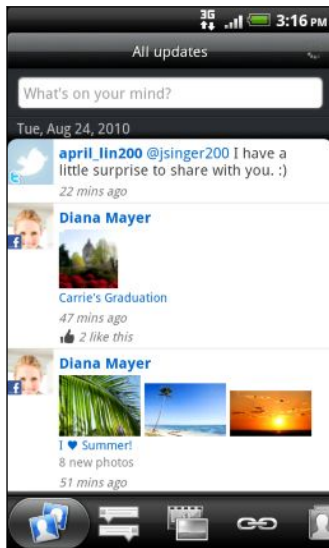 3G 3:16 PM
All updates
What's on your mind?
Tue, Aug 24, 2010
april_lin200 @jsinger200 I have a
little surprise to share with you. :)
22 mins ago
Diana Mayer
Carrie's Graduation
47 mins ago
2 like this
Diana Mayer
I ♥ Summer!
8 new photos
51 mins ago